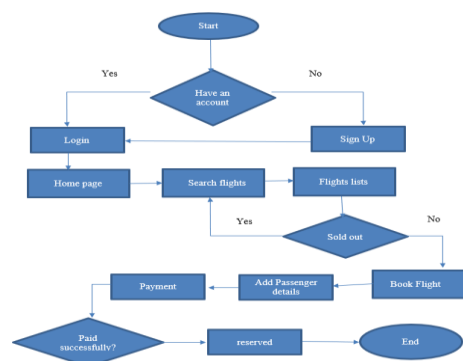 Start
Yes
No
Have an
account
Login
Sign Up
Home page
Search flights
Flights lists
Yes
No
Sold out
Book Flight
Add Passenger
details
Payment
Paid
successfully?
reserved
End